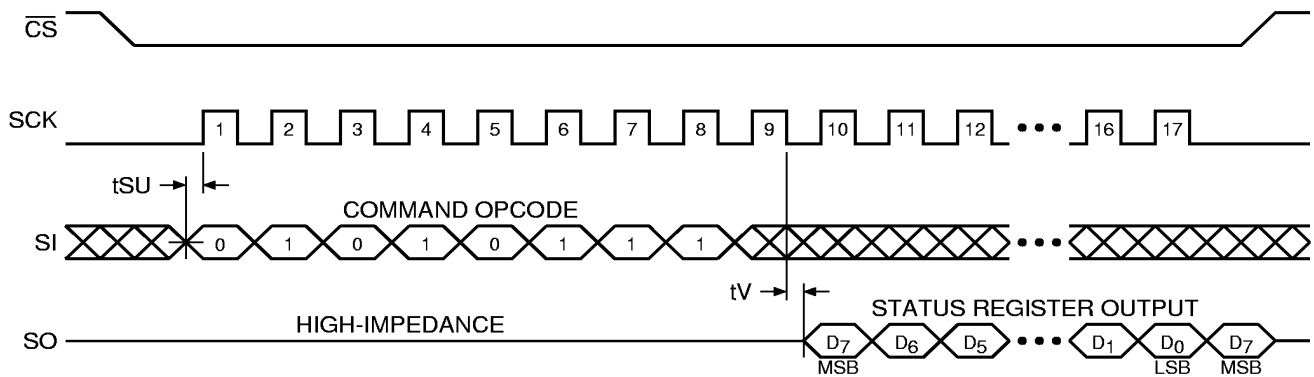 CS
SCK 1 2 3 4 5 6 7 8 9 10 11 12 16 17
tSU
COMMAND OPCODE
SI 0 1 0 1 0 1 1 1
tV
HIGH-IMPEDANCE
STATUS REGISTER OUTPUT
SO D7 D6 D5 D1 D0 D7
MSB LSB MSB